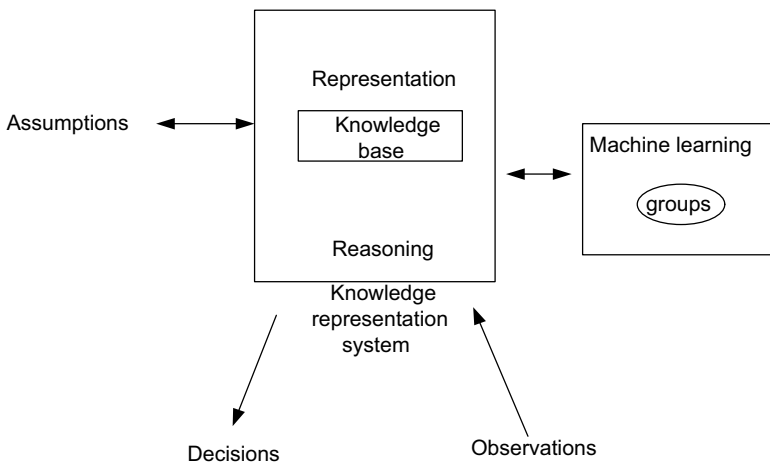 Representation
Assumptions
Knowledge
base
Machine learning
groups
Reasoning
Knowledge
representation
system
Decisions
Observations